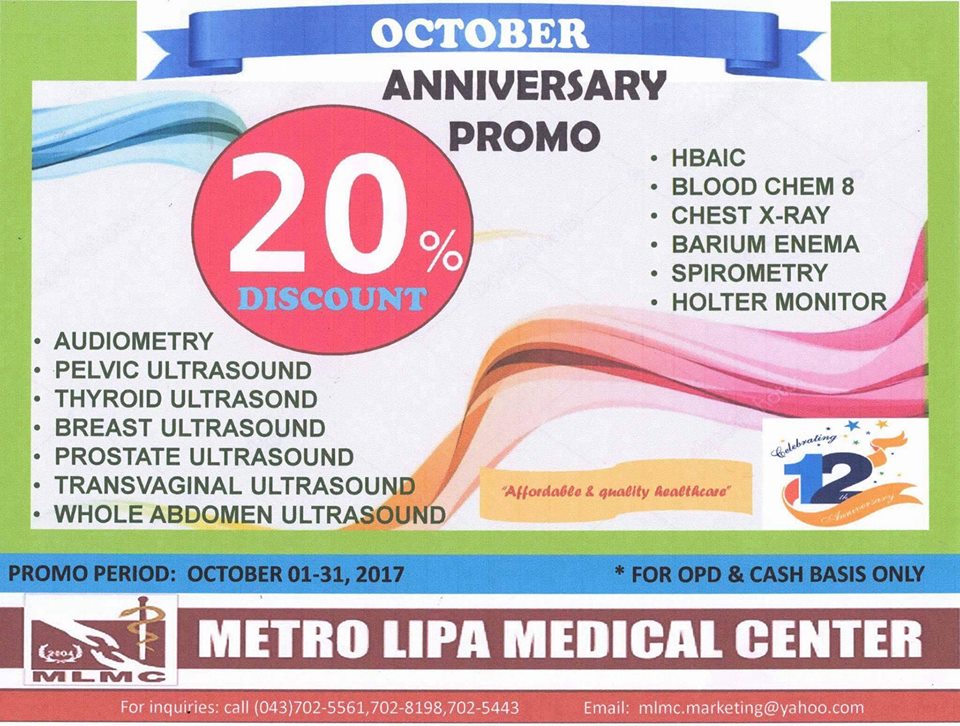 OCTOBER
ANNIVERSARY
PROMO
20%
DISCOUNT
• HBAIC
• BLOOD CHEM 8
• CHEST X-RAY
• BARIUM ENEMA
• SPIROMETRY
• HOLTER MONITOR
• AUDIOMETRY
• PELVIC ULTRASOUND
• THYROID ULTRASOND
• BREAST ULTRASOUND
• PROSTATE ULTRASOUND
• TRANSVAGINAL ULTRASOUND
• WHOLE ABDOMEN ULTRASOUND
"Affordable & quality healthcare"
Celebrating
12th
Anniversary
PROMO PERIOD: OCTOBER 01-31, 2017
* FOR OPD & CASH BASIS ONLY
2004
MLMC
METRO LIPA MEDICAL CENTER
For inquiries: call (043)702-5561,702-8198,702-5443
Email: mlmc.marketing@yahoo.com